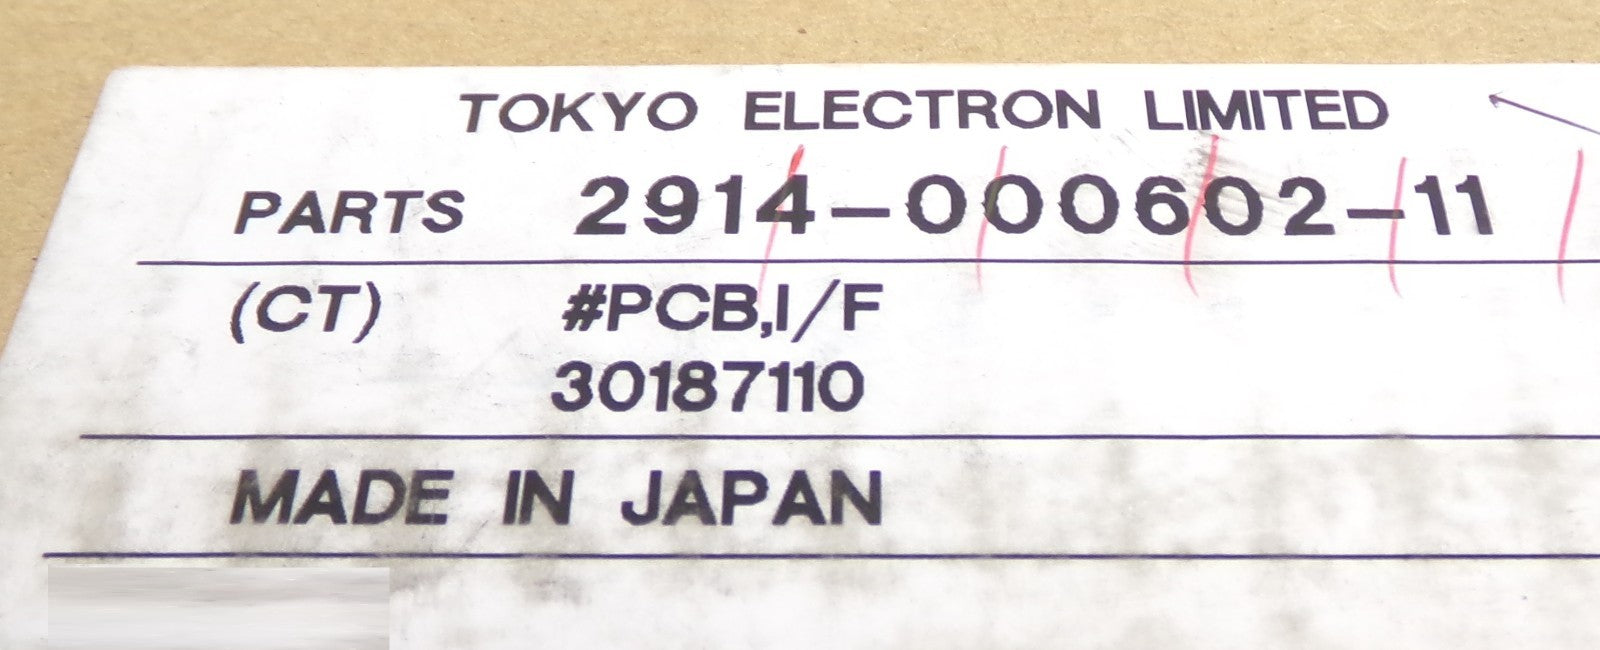 TOKYO ELECTRON LIMITED
PARTS 2914-000602-11
(CT) #PCB,I/F
30187110
MADE IN JAPAN